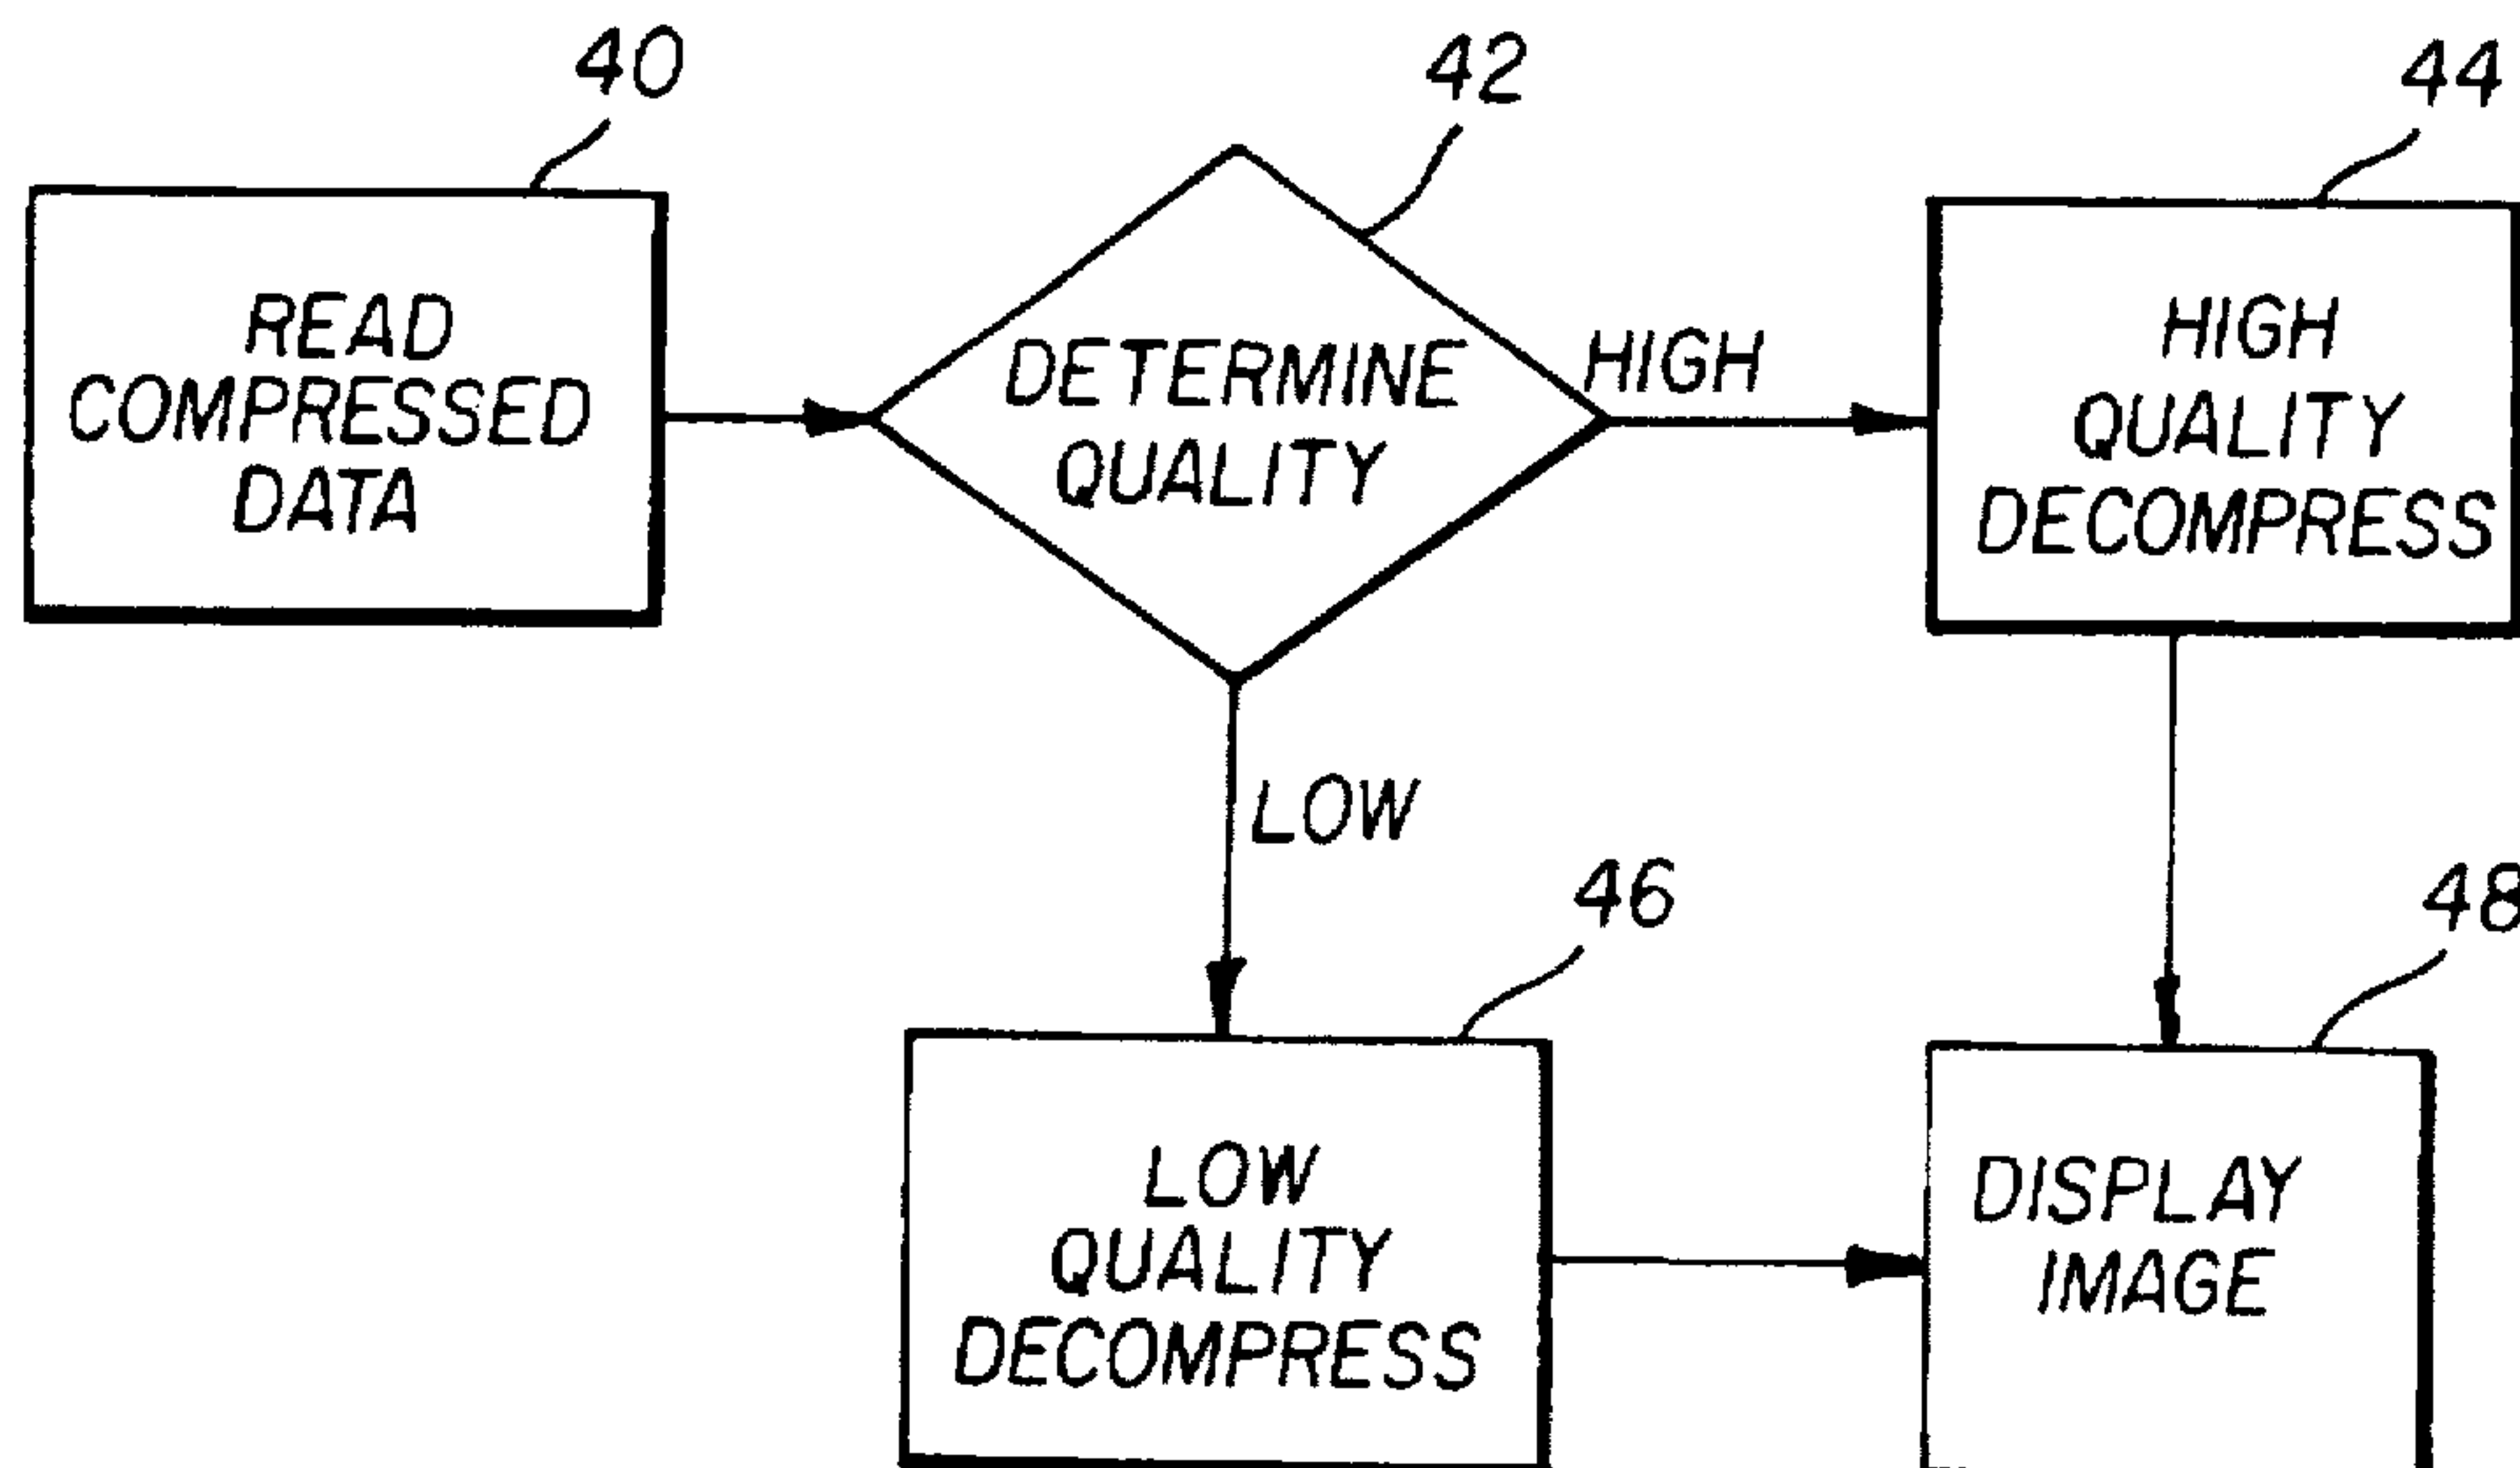 40
42
44
READ
COMPRESSED
DATA
DETERMINE
QUALITY
HIGH
HIGH
QUALITY
DECOMPRESS
LOW
46
48
LOW
QUALITY
DECOMPRESS
DISPLAY
IMAGE